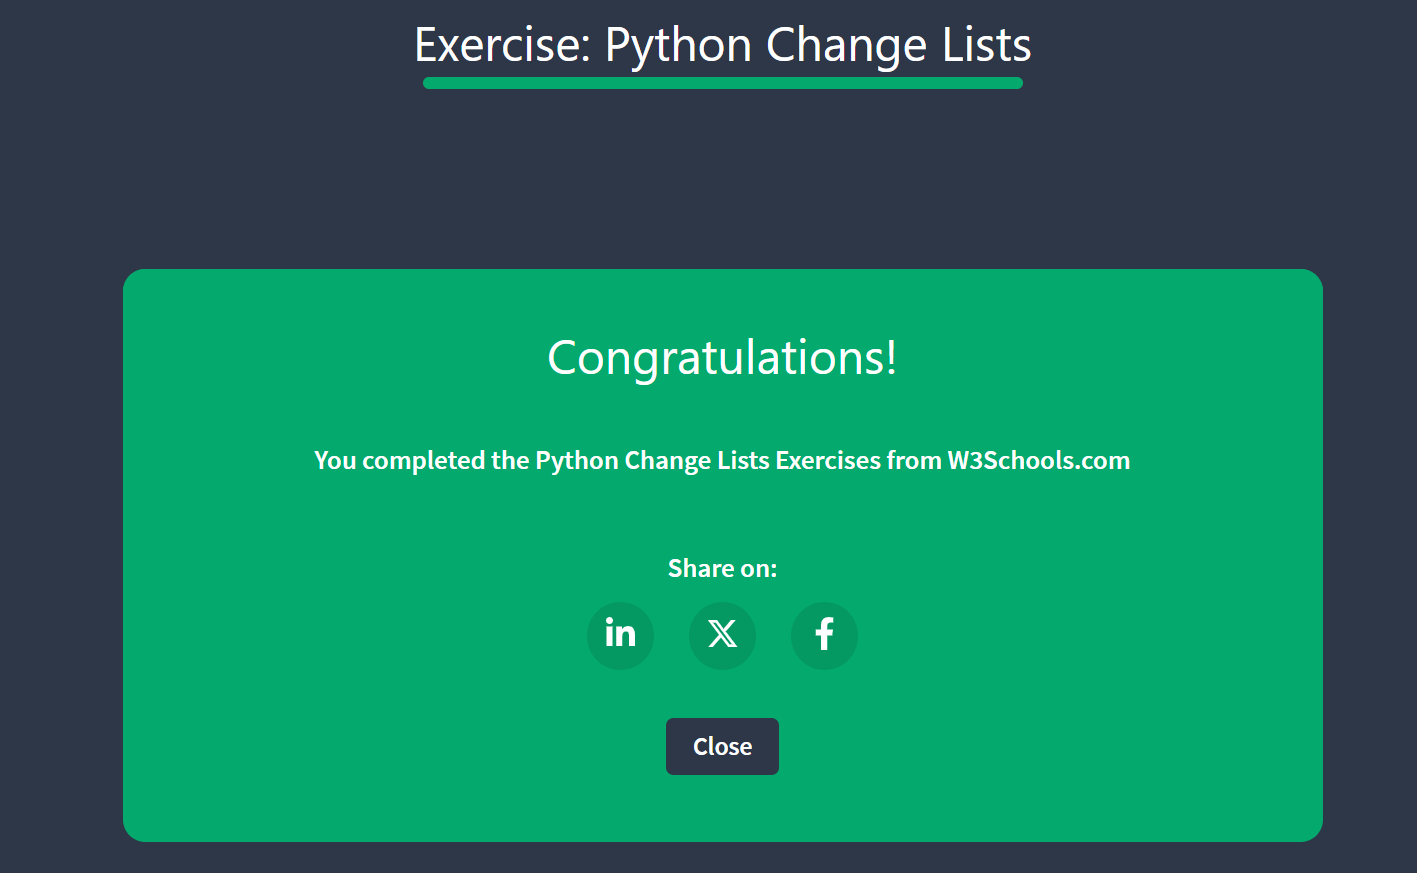 Exercise: Python Change Lists
Congratulations!
You completed the Python Change Lists Exercises from W3Schools.com
Share on:
in X f
Close